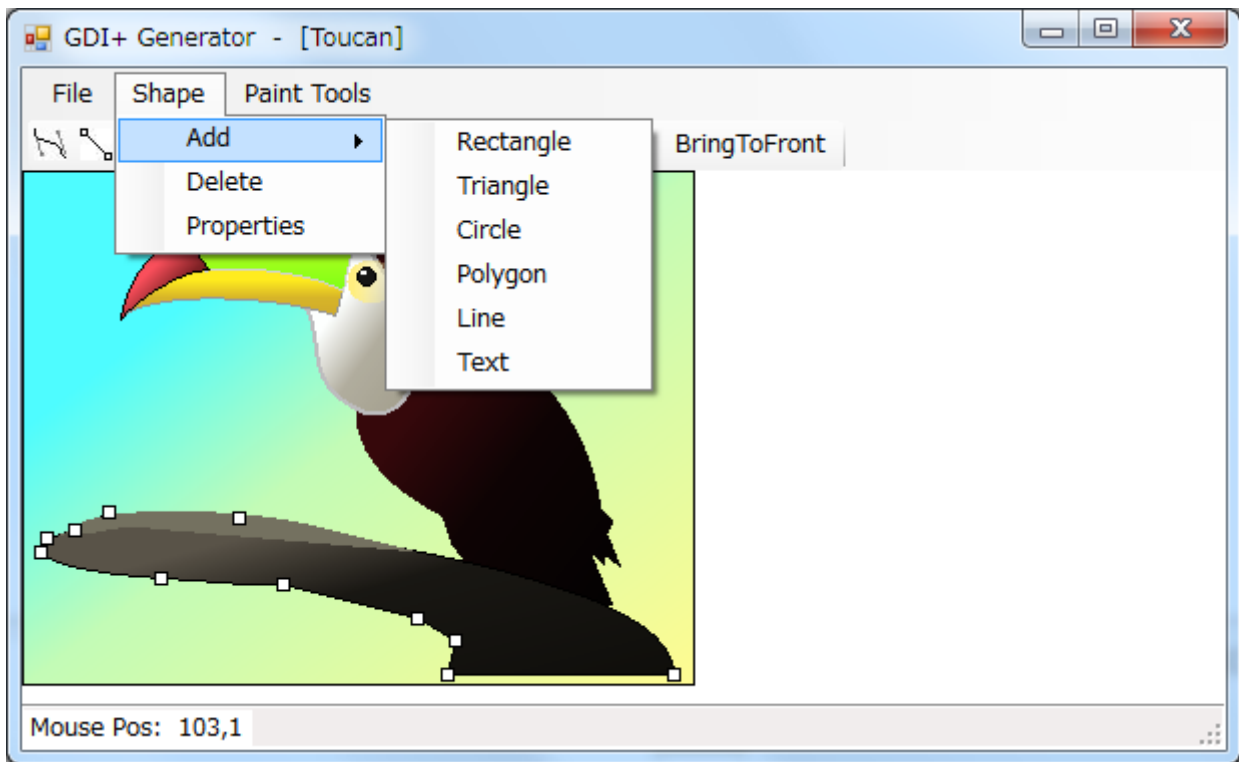 GDI+ Generator - [Toucan]
File Shape Paint Tools
BringToFront
Add
Delete
Properties
Rectangle
Triangle
Circle
Polygon
Line
Text
Mouse Pos: 103,1